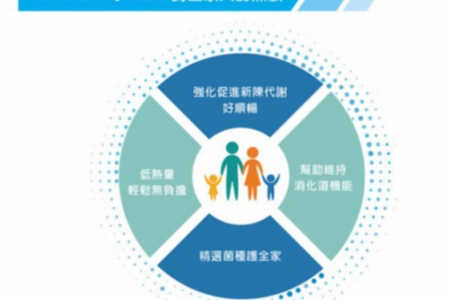 強化促進新陳代謝
好順暢
低熱量
輕鬆無負擔
幫助維持
消化道機能
精選菌種護全家